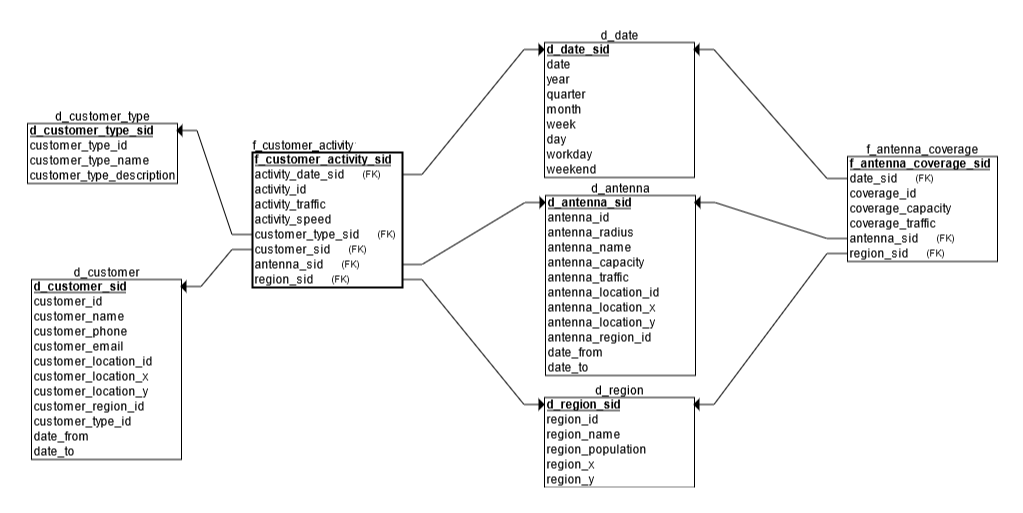 d_customer_type
d_customer_type_sid
customer_type_id
customer_type_name
customer_type_description
d_customer
d_customer_sid
customer_id
customer_name
customer_phone
customer_email
customer_location_id
customer_location_x
customer_location_y
customer_region_id
customer_type_id
date_from
date_to
f_customer_activity
f_customer_activity_sid
activity_date_sid (FK)
activity_id
activity_traffic
activity_speed
customer_type_sid (FK)
customer_sid (FK)
antenna_sid (FK)
region_sid (FK)
d_date
d_date_sid
date
year
quarter
month
week
day
workday
weekend
d_antenna
d_antenna_sid
antenna_id
antenna_radius
antenna_name
antenna_capacity
antenna_traffic
antenna_location_id
antenna_location_x
antenna_location_y
antenna_region_id
date_from
date_to
d_region
d_region_sid
region_id
region_name
region_population
region_x
region_y
f_antenna_coverage
f_antenna_coverage_sid
date_sid (FK)
coverage_id
coverage_capacity
coverage_traffic
antenna_sid (FK)
region_sid (FK)